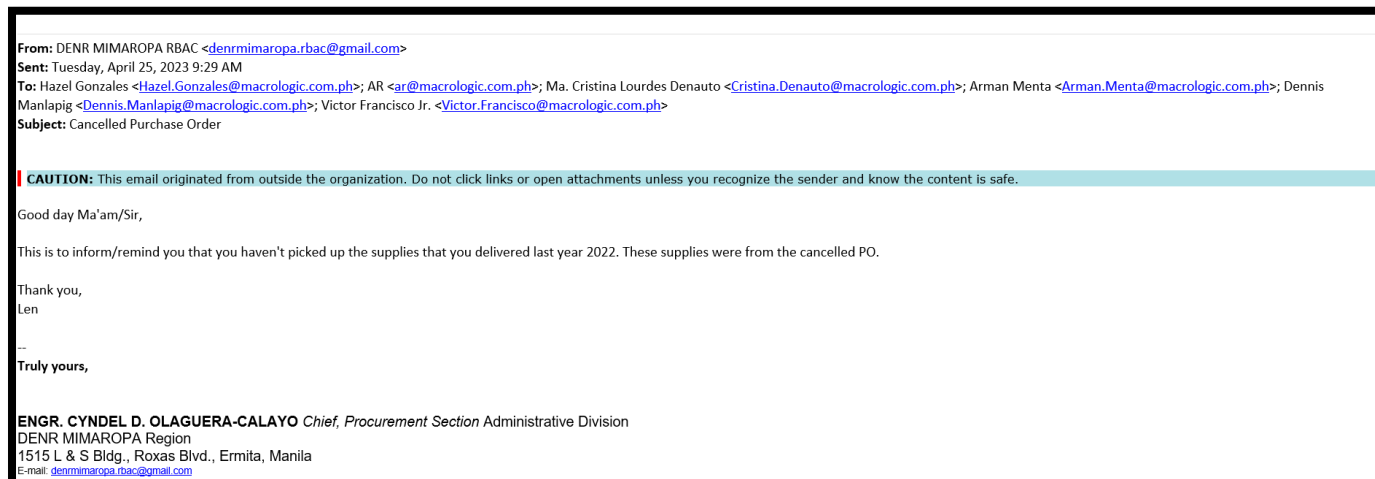 From: DENR MIMAROPA RBAC <denrmimaropa.rbac@gmail.com>
Sent: Tuesday, April 25, 2023 9:29 AM
To: Hazel Gonzales <Hazel.Gonzales@macrologic.com.ph>; AR <ar@macrologic.com.ph>; Ma. Cristina Lourdes Denauto <Cristina.Denauto@macrologic.com.ph>; Arman Menta <Arman.Menta@macrologic.com.ph>; Dennis
Manlapig <Dennis.Manlapig@macrologic.com.ph>; Victor Francisco Jr. <Victor.Francisco@macrologic.com.ph>
Subject: Cancelled Purchase Order
CAUTION: This email originated from outside the organization. Do not click links or open attachments unless you recognize the sender and know the content is safe.
Good day Ma'am/Sir,
This is to inform/remind you that you haven't picked up the supplies that you delivered last year 2022. These supplies were from the cancelled PO.
Thank you,
Len
--
Truly yours,
ENGR. CYNDEL D. OLAGUERA-CALAYO Chief, Procurement Section Administrative Division
DENR MIMAROPA Region
1515 L & S Bldg., Roxas Blvd., Ermita, Manila
E-mail: denrmimaropa.rbac@gmail.com